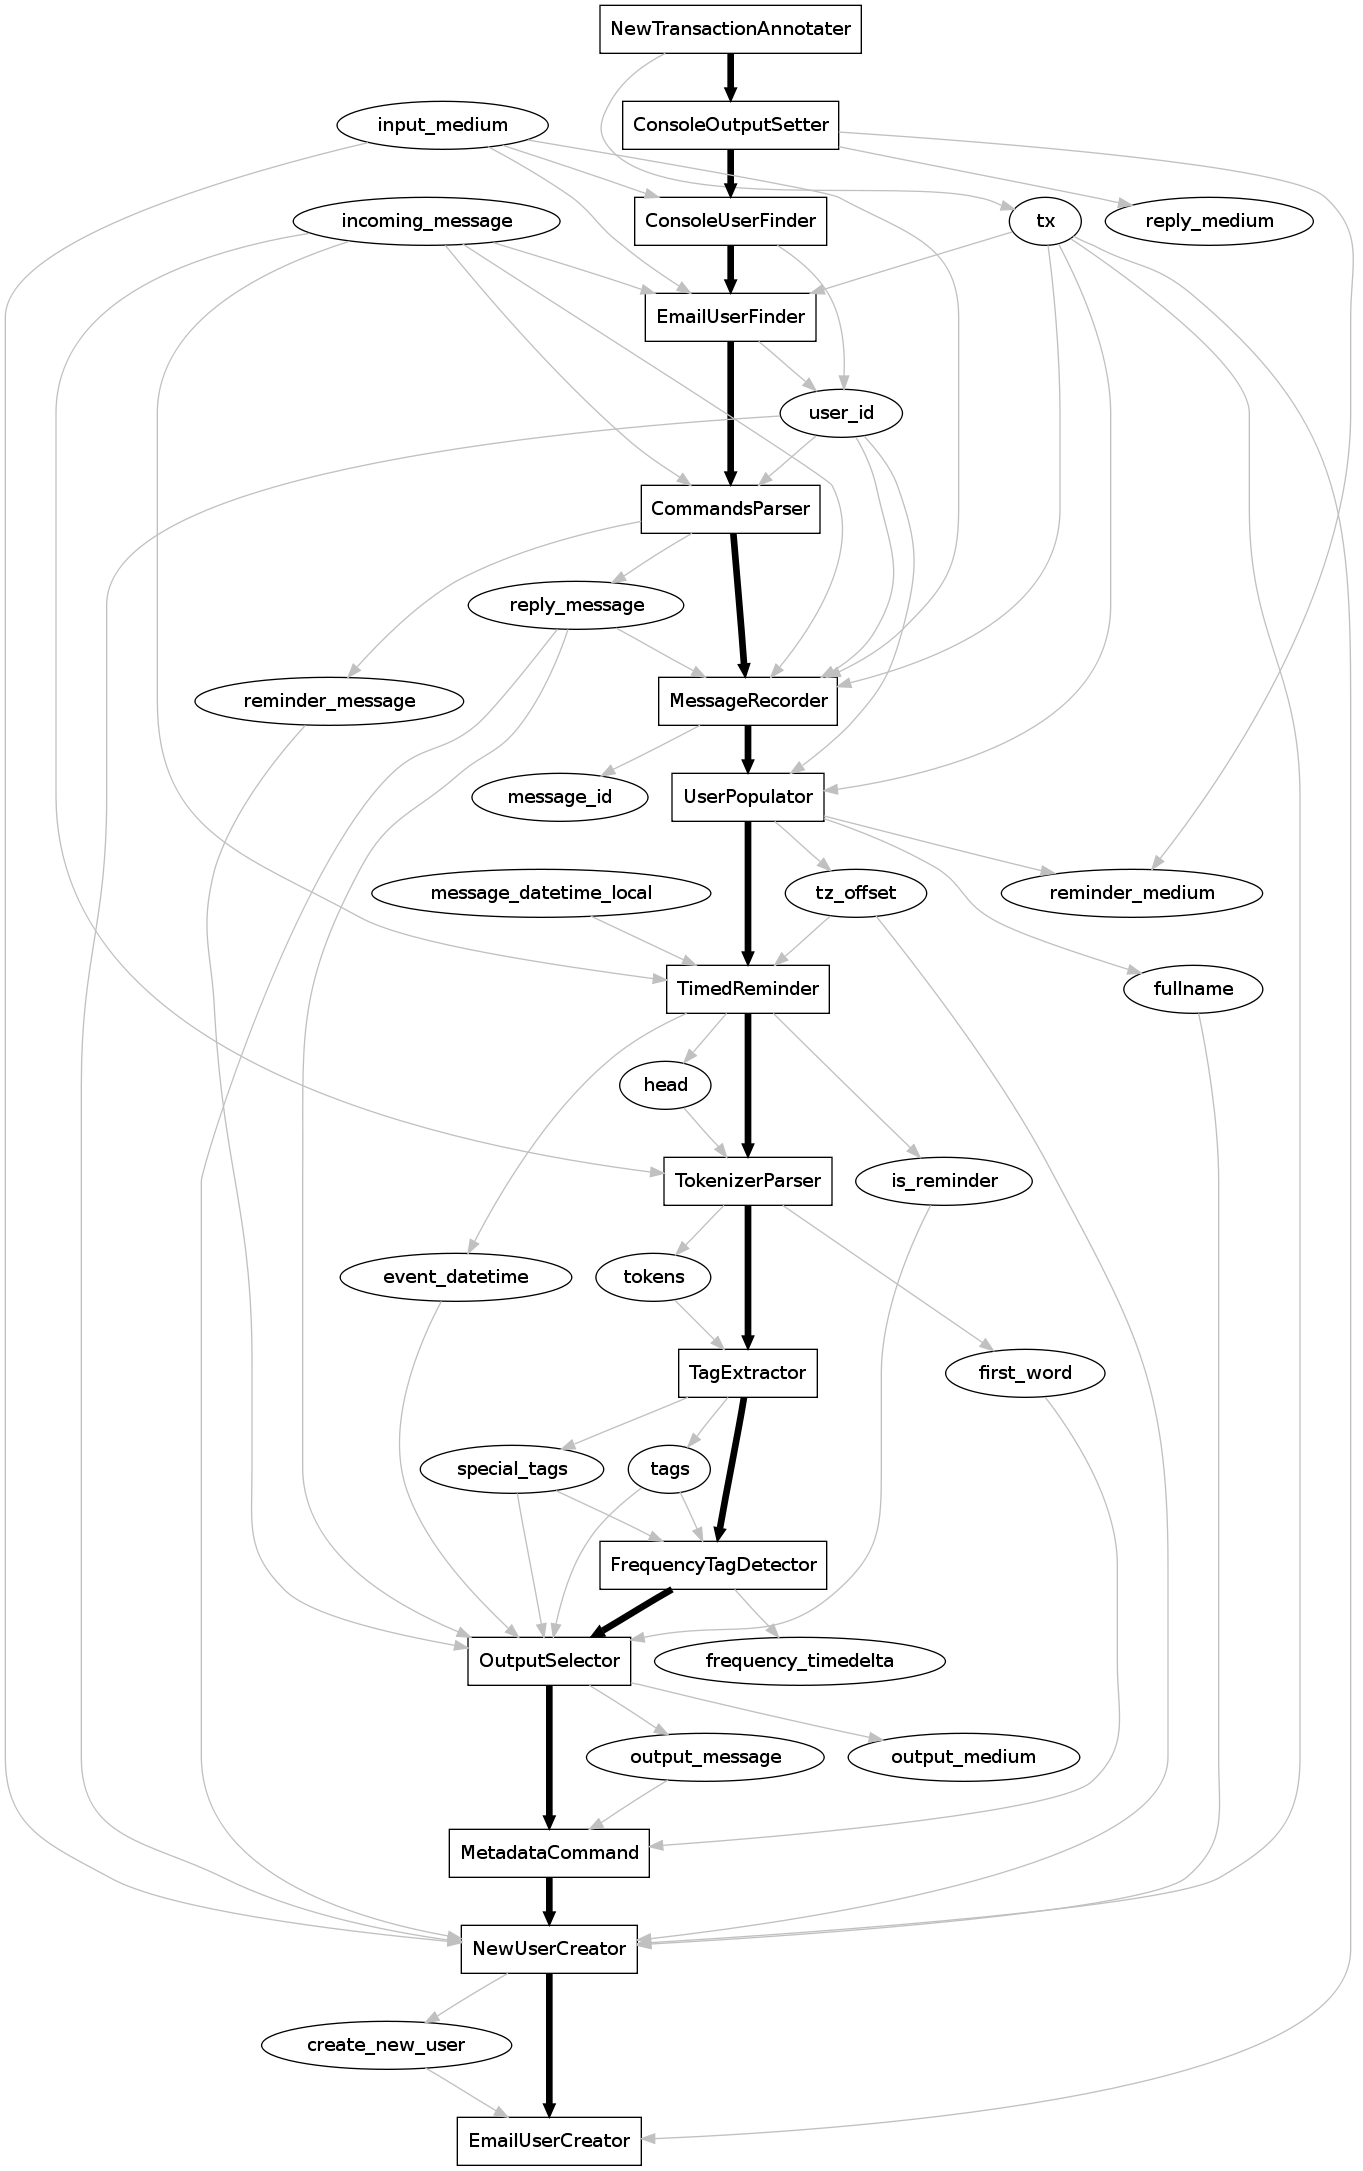 NewTransactionAnnotater
ConsoleOutputSetter
input_medium
incoming_message
ConsoleUserFinder
tx
reply_medium
EmailUserFinder
user_id
CommandsParser
reply_message
reminder_message
MessageRecorder
message_id
UserPopulator
message_datetime_local
tz_offset
reminder_medium
TimedReminder
fullname
head
TokenizerParser
is_reminder
event_datetime
tokens
TagExtractor
first_word
special_tags
tags
FrequencyTagDetector
OutputSelector
frequency_timedelta
output_message
output_medium
MetadataCommand
NewUserCreator
create_new_user
EmailUserCreator